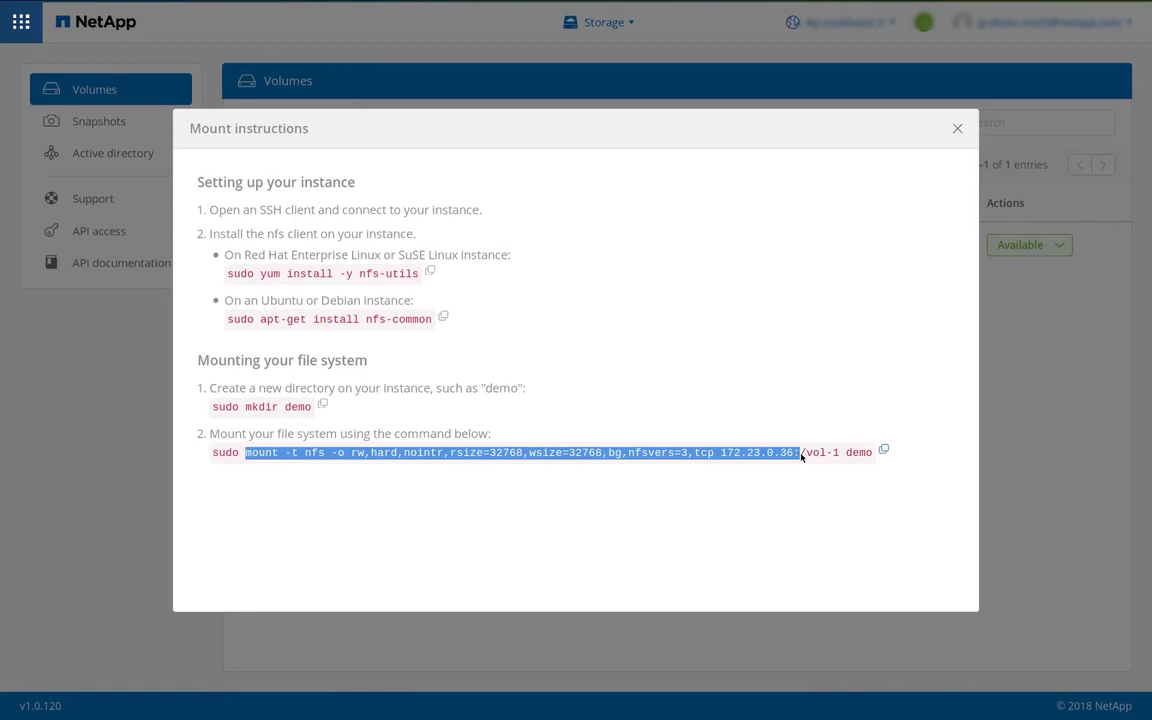 NetApp
Storage
Volumes
Snapshots
Active directory
Support
API access
API documentation
Volumes
earch
-1 of 1 entries
Actions
Available
Mount instructions
Setting up your instance
1. Open an SSH client and connect to your instance.
2. Install the nfs client on your instance.
• On Red Hat Enterprise Linux or SuSE Linux instance:
sudo yum install -y nfs-utils
• On an Ubuntu or Debian instance:
sudo apt-get install nfs-common
Mounting your file system
1. Create a new directory on your instance, such as "demo":
sudo mkdir demo
2. Mount your file system using the command below:
sudo mount -t nfs -o rw,hard,nointr,rsize=32768,wsize=32768,bg,nfsvers=3,tcp 172.23.0.36:/vol-1 demo
v1.0.120
© 2018 NetApp